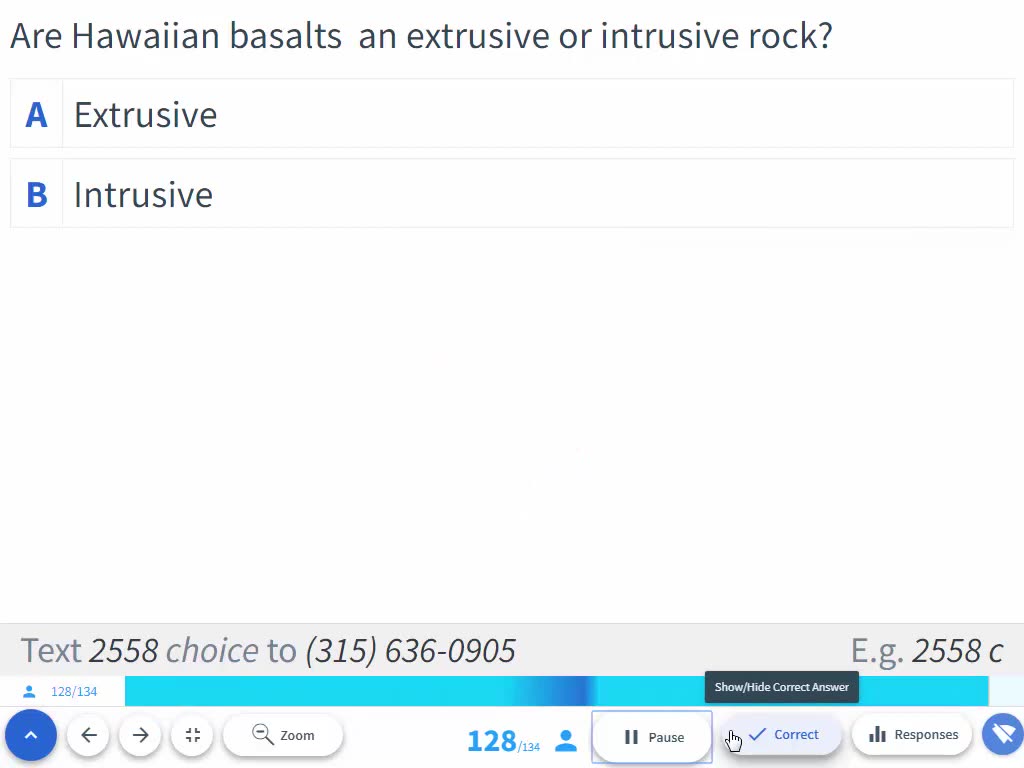 Are Hawaiian basalts  an extrusive or intrusive rock?
A Extrusive
B Intrusive
Text 2558 choice to (315) 636-0905 E.g. 2558 c
128/134
Show/Hide Correct Answer
Zoom 128/134 Pause Correct Responses